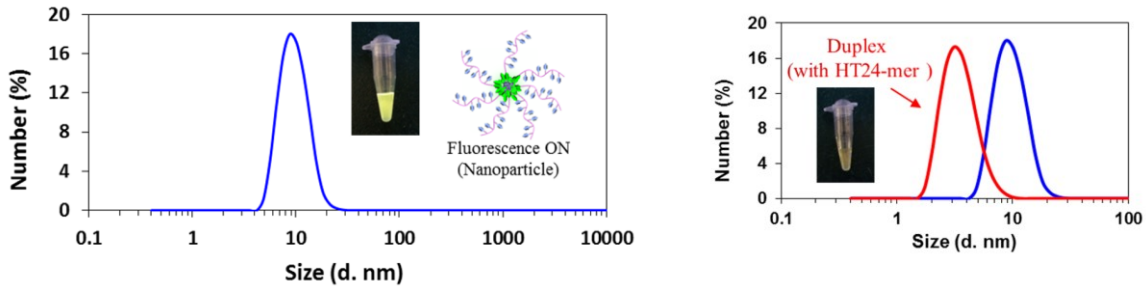 20
16
12
8
4
0
Number (%)
0.1 1 10 100 1000 10000
Size (d. nm)
Fluorescence ON
(Nanoparticle)
20
16
12
8
4
0
Number (%)
0.1 1 10 100
Size (d. nm)
Duplex
(with HT24-mer )